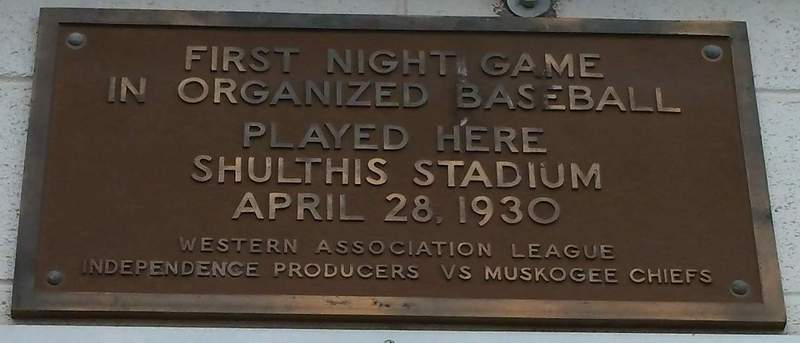 FIRST NIGHT GAME
IN ORGANIZED BASEBALL
PLAYED HERE
SHULTHIS STADIUM
APRIL 28, 1930
WESTERN ASSOCIATION LEAGUE
INDEPENDENCE PRODUCERS VS MUSKOGEE CHIEFS